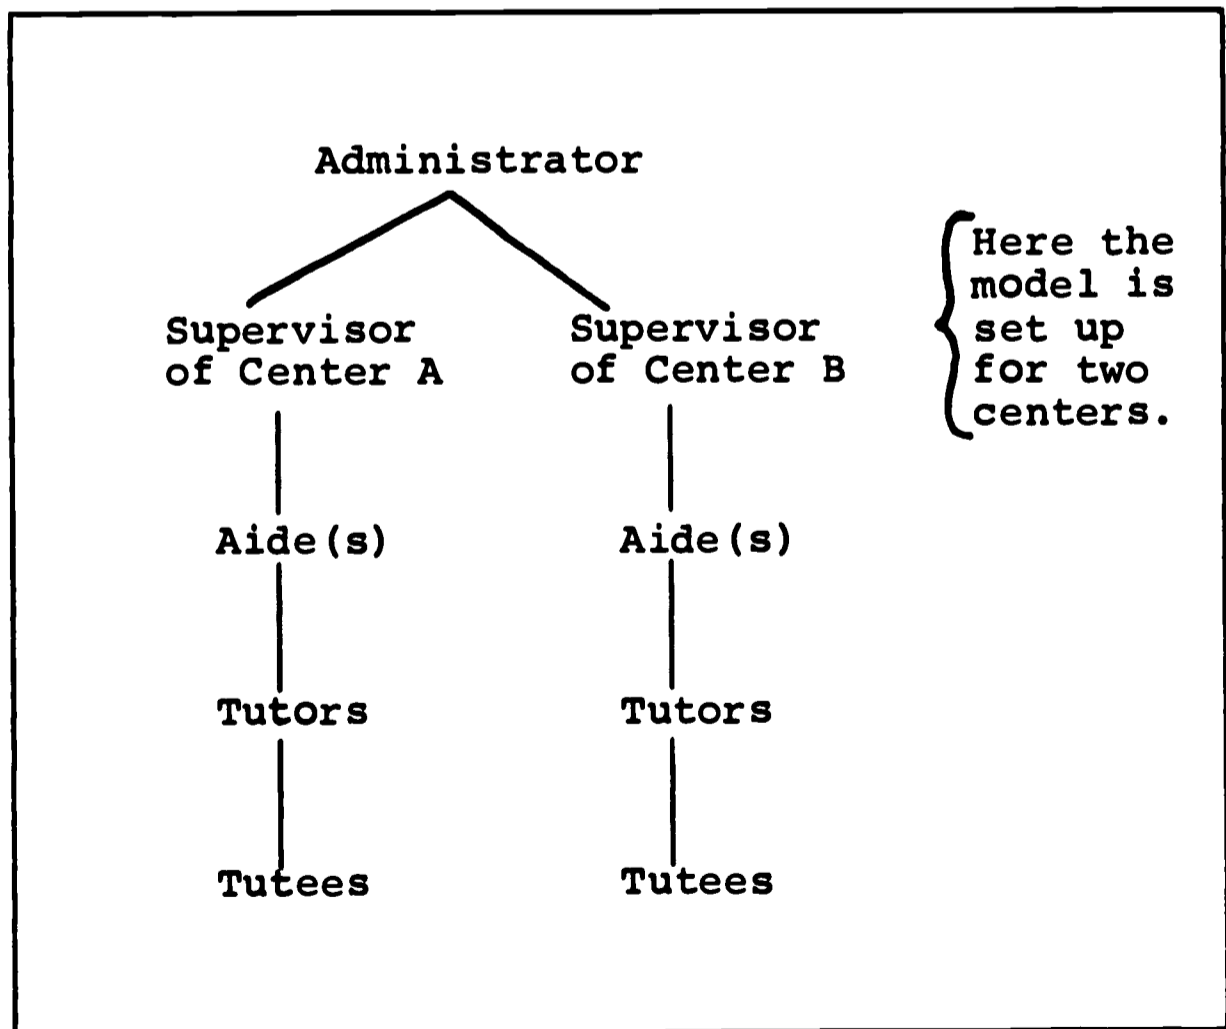 Administrator
Supervisor
of Center A
Supervisor
of Center B
Here the
model is
set up
for two
centers.
Aide(s)
Aide(s)
Tutors
Tutors
Tutees
Tutees